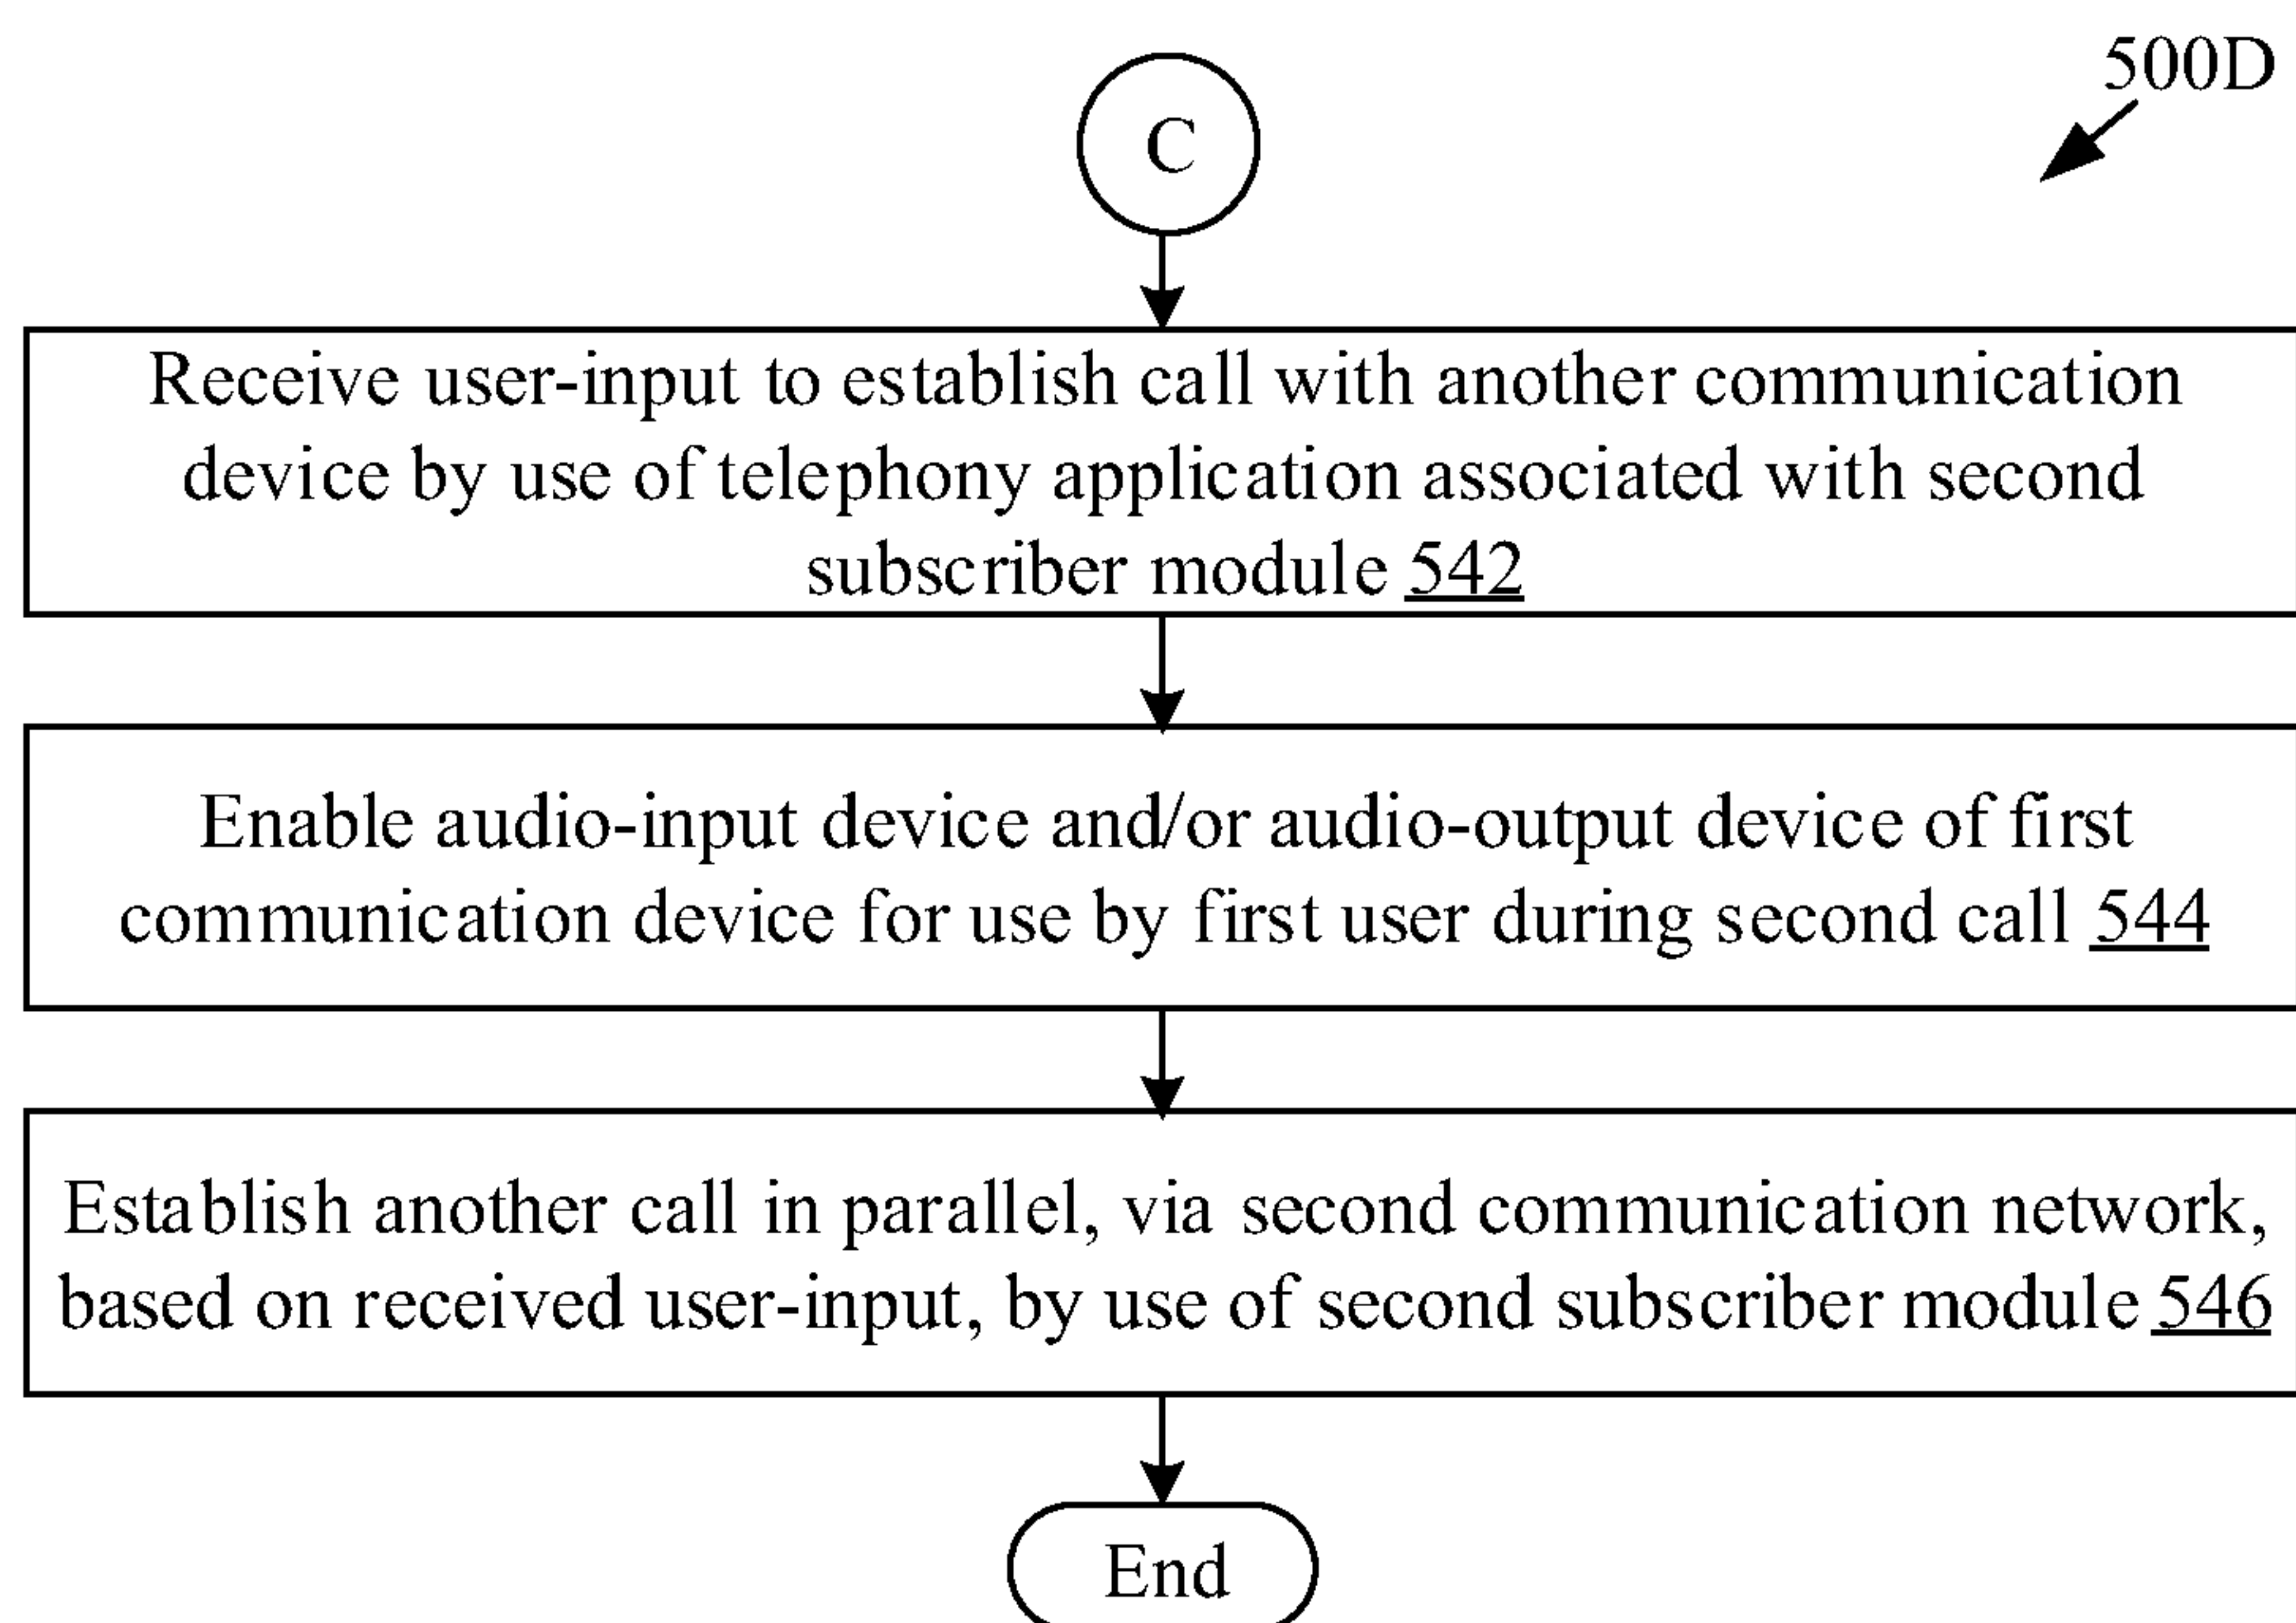 500D
C
Receive user-input to establish call with another communication
device by use of telephony application associated with second
subscriber module 542
Enable audio-input device and/or audio-output device of first
communication device for use by first user during second call 544
Establish another call in parallel, via second communication network,
based on received user-input, by use of second subscriber module 546
End